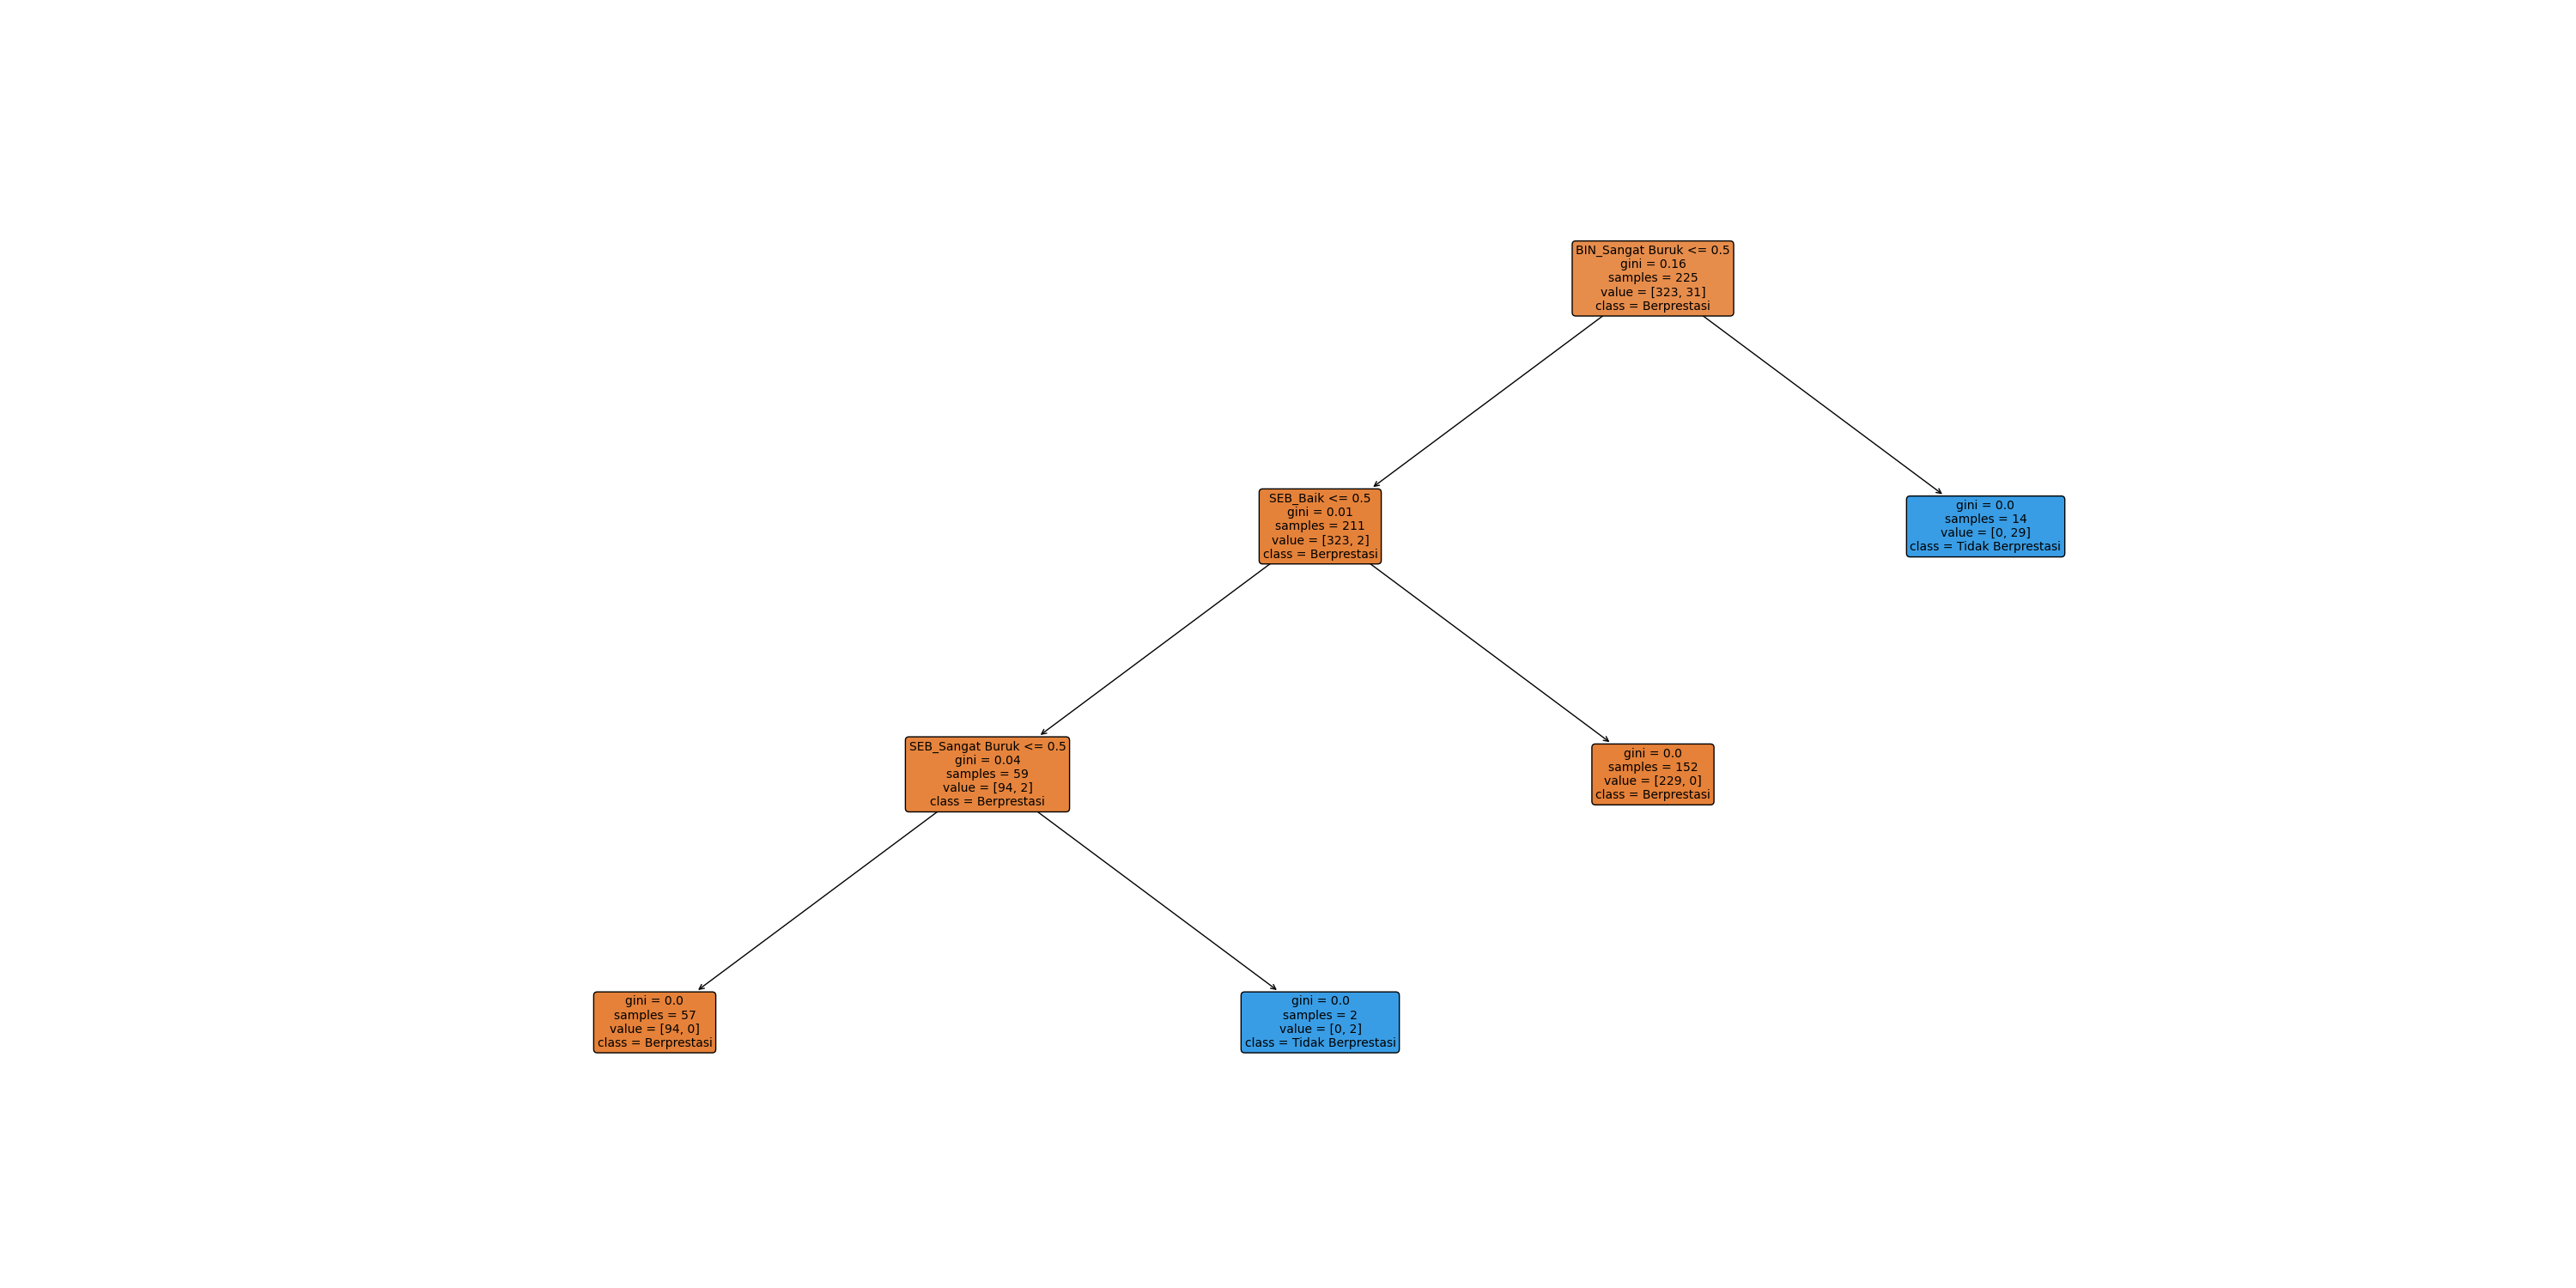 BIN_Sangat Buruk <= 0.5
gini = 0.16
samples = 225
value = [323, 31]
class = Berprestasi
SEB_Baik <= 0.5
gini = 0.01
samples = 211
value = [323, 2]
class = Berprestasi
gini = 0.0
samples = 14
value = [0, 29]
class = Tidak Berprestasi
SEB_Sangat Buruk <= 0.5
gini = 0.04
samples = 59
value = [94, 2]
class = Berprestasi
gini = 0.0
samples = 152
value = [229, 0]
class = Berprestasi
gini = 0.0
samples = 57
value = [94, 0]
class = Berprestasi
gini = 0.0
samples = 2
value = [0, 2]
class = Tidak Berprestasi